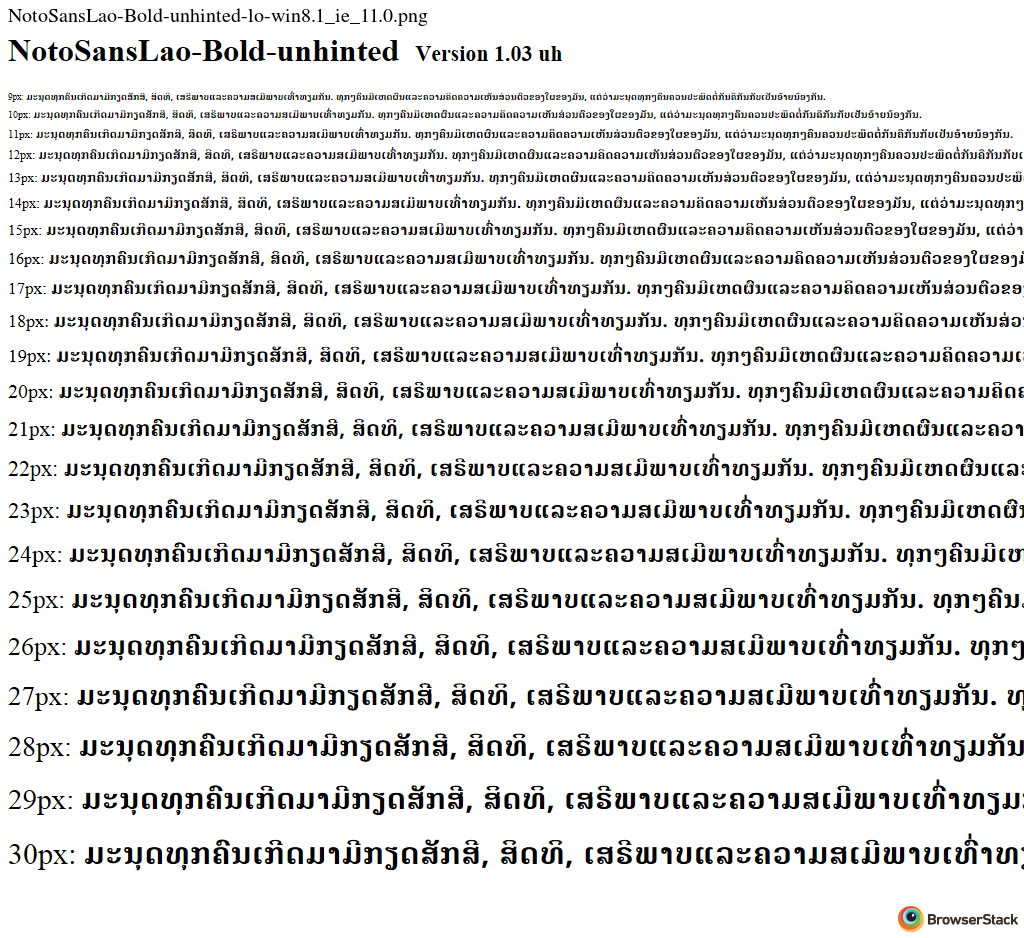 NotoSansLao-Bold-unhinted-lo-win8.1_ie_11.0.png
NotoSansLao-Bold-unhinted Version 1.03 uh
9px: ມະນຸດທຸກຄົນເກີດມາມີກຽດສັກສີ, ສິດທິ, ເສຣີພາບແລະຄວາມສເມີພາບເທົ່າທຽມກັນ. ທຸກໆຄົນມີເຫດຜົນແລະຄວາມຄິດຄວາມເຫັນສ່ວນຕົວຂອງໃຜຂອງມັນ, ແຕ່ວ່າມະນຸດທຸກໆຄົນຄວນປະພຶດຕໍ່ກັນຄືກັນກັບເປັນອ້າຍນ້ອງກັນ.
10px: ມະນຸດທຸກຄົນເກີດມາມີກຽດສັກສີ, ສິດທິ, ເສຣີພາບແລະຄວາມສເມີພາບເທົ່າທຽມກັນ. ທຸກໆຄົນມີເຫດຜົນແລະຄວາມຄິດຄວາມເຫັນສ່ວນຕົວຂອງໃຜຂອງມັນ, ແຕ່ວ່າມະນຸດທຸກໆຄົນຄວນປະພຶດຕໍ່ກັນຄືກັນກັບເປັນອ້າຍນ້ອງກັນ.
11px: ມະນຸດທຸກຄົນເກີດມາມີກຽດສັກສີ, ສິດທິ, ເສຣີພາບແລະຄວາມສເມີພາບເທົ່າທຽມກັນ. ທຸກໆຄົນມີເຫດຜົນແລະຄວາມຄິດຄວາມເຫັນສ່ວນຕົວຂອງໃຜຂອງມັນ, ແຕ່ວ່າມະນຸດທຸກໆຄົນຄວນປະພຶດຕໍ່ກັນຄືກັນກັບເປັນອ້າຍນ້ອງກັນ.
12px: ມະນຸດທຸກຄົນເກີດມາມີກຽດສັກສີ, ສິດທິ, ເສຣີພາບແລະຄວາມສເມີພາບເທົ່າທຽມກັນ. ທຸກໆຄົນມີເຫດຜົນແລະຄວາມຄິດຄວາມເຫັນສ່ວນຕົວຂອງໃຜຂອງມັນ, ແຕ່ວ່າມະນຸດທຸກໆຄົນຄວນປະພຶດຕໍ່ກັນຄືກັນກັບເ
13px: ມະນຸດທຸກຄົນເກີດມາມີກຽດສັກສີ, ສິດທິ, ເສຣີພາບແລະຄວາມສເມີພາບເທົ່າທຽມກັນ. ທຸກໆຄົນມີເຫດຜົນແລະຄວາມຄິດຄວາມເຫັນສ່ວນຕົວຂອງໃຜຂອງມັນ, ແຕ່ວ່າມະນຸດທຸກໆຄົນຄວນປະພຶ
14px: ມະນຸດທຸກຄົນເກີດມາມີກຽດສັກສີ, ສິດທິ, ເສຣີພາບແລະຄວາມສເມີພາບເທົ່າທຽມກັນ. ທຸກໆຄົນມີເຫດຜົນແລະຄວາມຄິດຄວາມເຫັນສ່ວນຕົວຂອງໃຜຂອງມັນ, ແຕ່ວ່າມະນຸດທຸກໆ
15px: ມະນຸດທຸກຄົນເກີດມາມີກຽດສັກສີ, ສິດທິ, ເສຣີພາບແລະຄວາມສເມີພາບເທົ່າທຽມກັນ. ທຸກໆຄົນມີເຫດຜົນແລະຄວາມຄິດຄວາມເຫັນສ່ວນຕົວຂອງໃຜຂອງມັນ, ແຕ່ວ່າ
16px: ມະນຸດທຸກຄົນເກີດມາມີກຽດສັກສີ, ສິດທິ, ເສຣີພາບແລະຄວາມສເມີພາບເທົ່າທຽມກັນ. ທຸກໆຄົນມີເຫດຜົນແລະຄວາມຄິດຄວາມເຫັນສ່ວນຕົວຂອງໃຜຂອງມັ
17px: ມະນຸດທຸກຄົນເກີດມາມີກຽດສັກສີ, ສິດທິ, ເສຣີພາບແລະຄວາມສເມີພາບເທົ່າທຽມກັນ. ທຸກໆຄົນມີເຫດຜົນແລະຄວາມຄິດຄວາມເຫັນສ່ວນຕົວຂອງ
18px: ມະນຸດທຸກຄົນເກີດມາມີກຽດສັກສີ, ສິດທິ, ເສຣີພາບແລະຄວາມສເມີພາບເທົ່າທຽມກັນ. ທຸກໆຄົນມີເຫດຜົນແລະຄວາມຄິດຄວາມເຫັນສ່ວ
19px: ມະນຸດທຸກຄົນເກີດມາມີກຽດສັກສີ, ສິດທິ, ເສຣີພາບແລະຄວາມສເມີພາບເທົ່າທຽມກັນ. ທຸກໆຄົນມີເຫດຜົນແລະຄວາມຄິດຄວາມເ
20px: ມະນຸດທຸກຄົນເກີດມາມີກຽດສັກສີ, ສິດທິ, ເສຣີພາບແລະຄວາມສເມີພາບເທົ່າທຽມກັນ. ທຸກໆຄົນມີເຫດຜົນແລະຄວາມຄິດຄ
21px: ມະນຸດທຸກຄົນເກີດມາມີກຽດສັກສີ, ສິດທິ, ເສຣີພາບແລະຄວາມສເມີພາບເທົ່າທຽມກັນ. ທຸກໆຄົນມີເຫດຜົນແລະຄວາ
22px: ມະນຸດທຸກຄົນເກີດມາມີກຽດສັກສີ, ສິດທິ, ເສຣີພາບແລະຄວາມສເມີພາບເທົ່າທຽມກັນ. ທຸກໆຄົນມີເຫດຜົນແລະ
23px: ມະນຸດທຸກຄົນເກີດມາມີກຽດສັກສີ, ສິດທິ, ເສຣີພາບແລະຄວາມສເມີພາບເທົ່າທຽມກັນ. ທຸກໆຄົນມີເຫດຜົນ
24px: ມະນຸດທຸກຄົນເກີດມາມີກຽດສັກສີ, ສິດທິ, ເສຣີພາບແລະຄວາມສເມີພາບເທົ່າທຽມກັນ. ທຸກໆຄົນມີເຫ
25px: ມະນຸດທຸກຄົນເກີດມາມີກຽດສັກສີ, ສິດທິ, ເສຣີພາບແລະຄວາມສເມີພາບເທົ່າທຽມກັນ. ທຸກໆຄົນ
26px: ມະນຸດທຸກຄົນເກີດມາມີກຽດສັກສີ, ສິດທິ, ເສຣີພາບແລະຄວາມສເມີພາບເທົ່າທຽມກັນ. ທຸກໆ
27px: ມະນຸດທຸກຄົນເກີດມາມີກຽດສັກສີ, ສິດທິ, ເສຣີພາບແລະຄວາມສເມີພາບເທົ່າທຽມກັນ. ທຸ
28px: ມະນຸດທຸກຄົນເກີດມາມີກຽດສັກສີ, ສິດທິ, ເສຣີພາບແລະຄວາມສເມີພາບເທົ່າທຽມກັນ
29px: ມະນຸດທຸກຄົນເກີດມາມີກຽດສັກສີ, ສິດທິ, ເສຣີພາບແລະຄວາມສເມີພາບເທົ່າທຽມ
30px: ມະນຸດທຸກຄົນເກີດມາມີກຽດສັກສີ, ສິດທິ, ເສຣີພາບແລະຄວາມສເມີພາບເທົ່າທຽ
BrowserStack